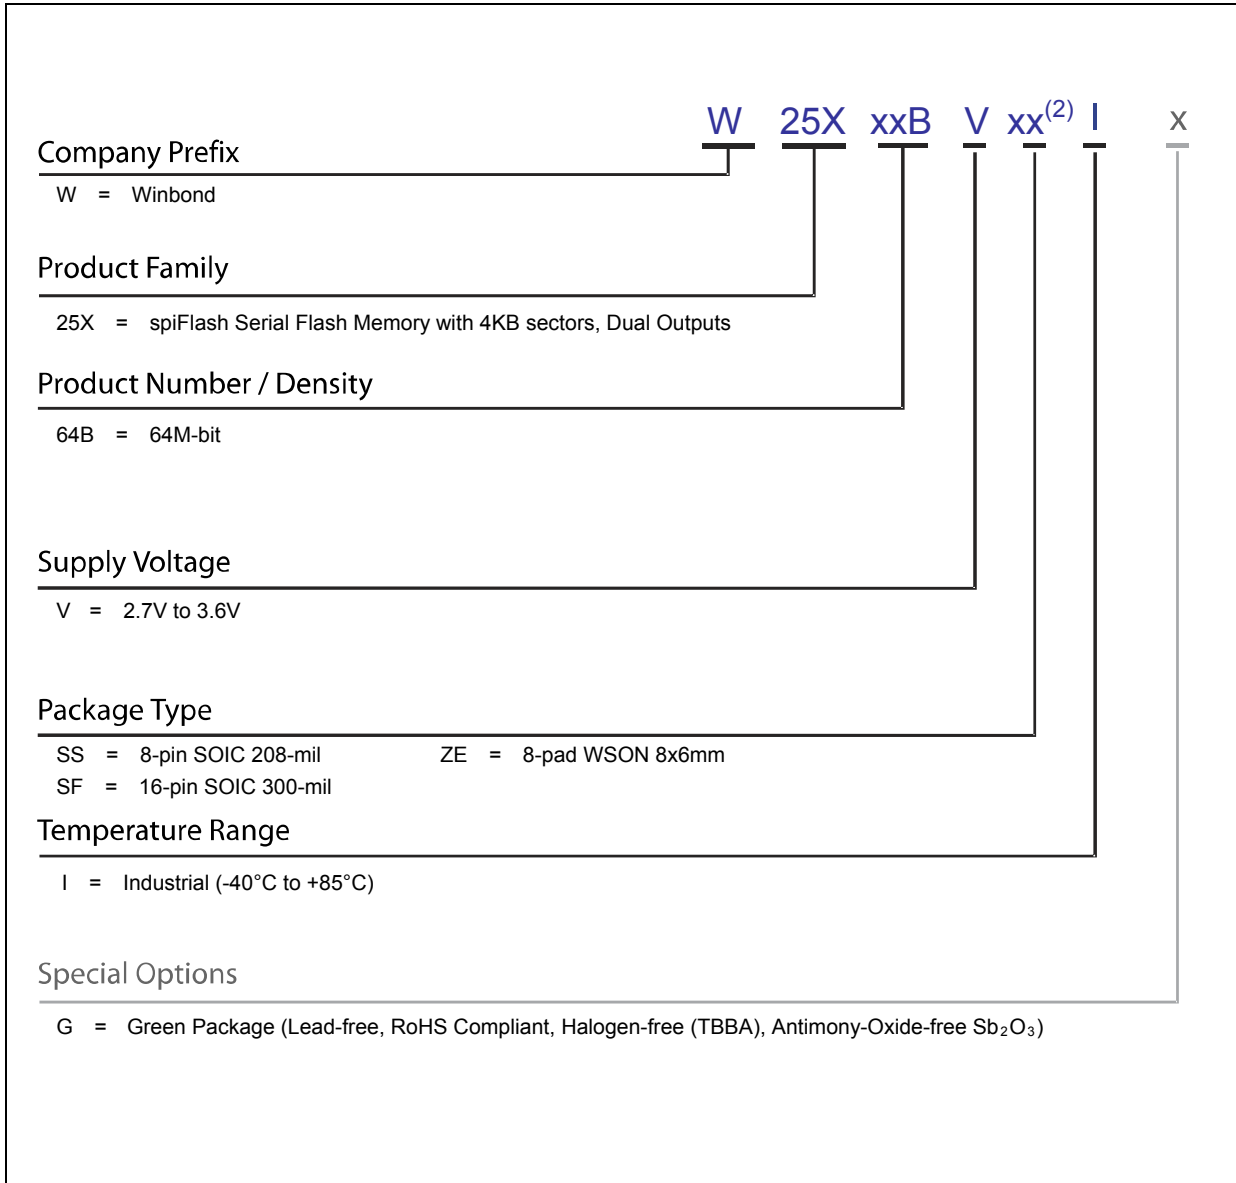 W 25X xxB V xx(2) I x
Company Prefix
W = Winbond
Product Family
25X = spiFlash Serial Flash Memory with 4KB sectors, Dual Outputs
Product Number / Density
64B = 64M-bit
Supply Voltage
V = 2.7V to 3.6V
Package Type
SS = 8-pin SOIC 208-mil ZE = 8-pad WSON 8x6mm
SF = 16-pin SOIC 300-mil
Temperature Range
I = Industrial (-40°C to +85°C)
Special Options
G = Green Package (Lead-free, RoHS Compliant, Halogen-free (TBBA), Antimony-Oxide-free Sb₂O₃)